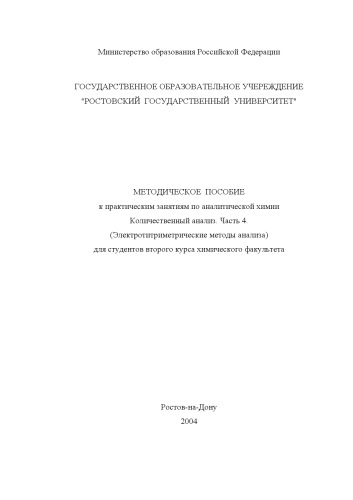 Министерство образования Российской Федерации
ГОСУДАРСТВЕННОЕ ОБРАЗОВАТЕЛЬНОЕ УЧЕРЕЖДЕНИЕ
"РОСТОВСКИЙ ГОСУДАРСТВЕННЫЙ УНИВЕРСИТЕТ"
МЕТОДИЧЕСКОЕ ПОСОБИЕ
к практическим занятиям по аналитической химии
Количественный анализ. Часть 4.
(Электротитриметрические методы анализа)
для студентов второго курса химического факультета
Ростов-на-Дону
2004